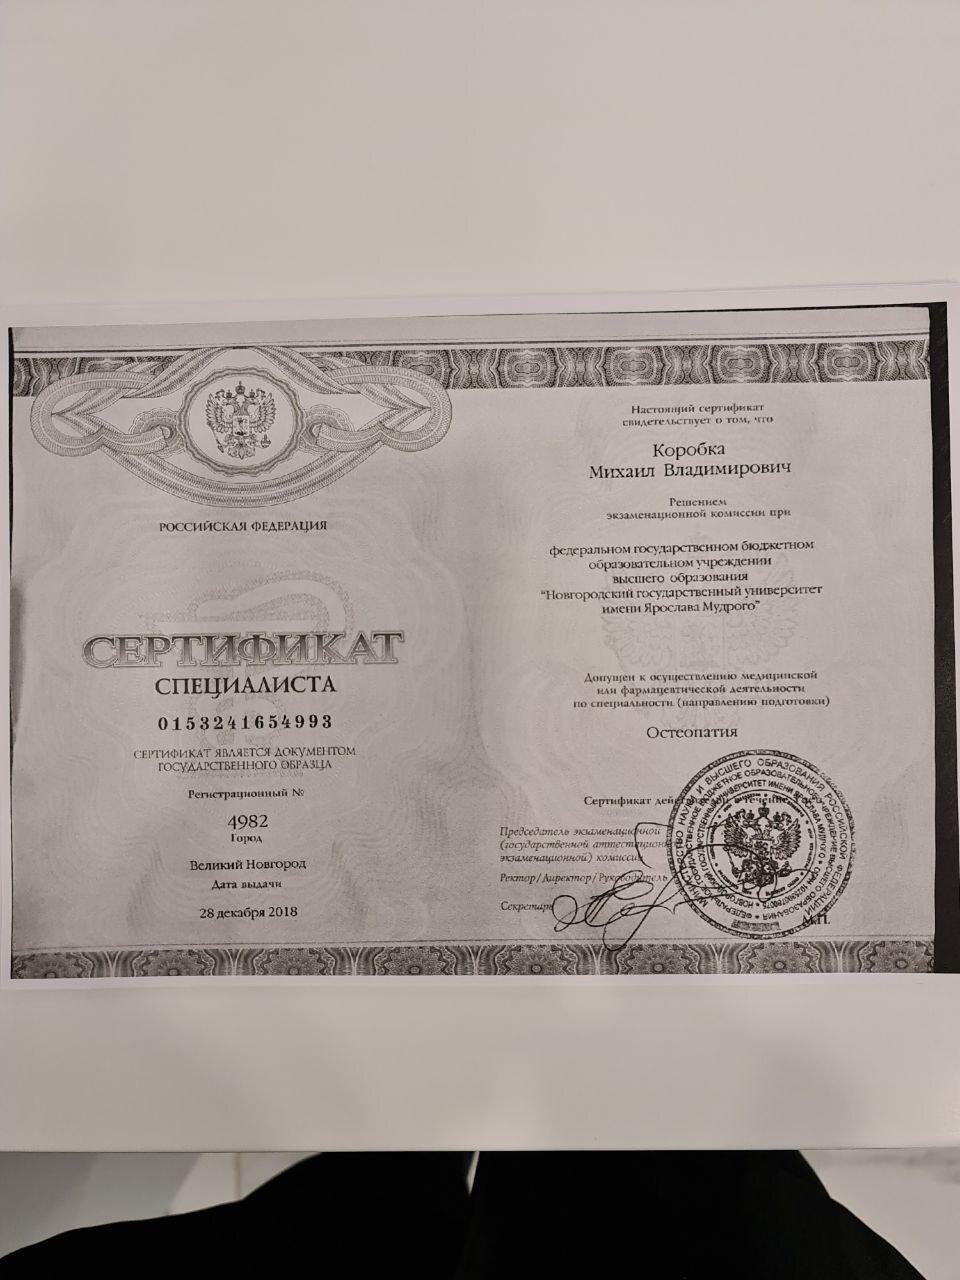 РОССИЙСКАЯ ФЕДЕРАЦИЯ
СЕРТИФИКАТ
СПЕЦИАЛИСТА
0153241654993
СЕРТИФИКАТ ЯВЛЯЕТСЯ ДОКУМЕНТОМ
ГОСУДАРСТВЕННОГО ОБРАЗЦА
Регистрационный №
4982
Город
Великий Новгород
Дата выдачи
28 декабря 2018
Настоящий сертификат
свидетельствует о том, что
Коробка
Михаил Владимирович
Решением
экзаменационной комиссии при
федеральном государственном бюджетном
образовательном учреждении
высшего образования
"Новгородский государственный университет
имени Ярослава Мудрого"
Допущен к осуществлению медицинской
или фармацевтической деятельности
по специальности (направлению подготовки)
Остеопатия
Сертификат
Председатель экзаменационной
(государственной аттестационной
экзаменационной) комиссии
Ректор/Директор/Руководитель
Секретарь
М.П.